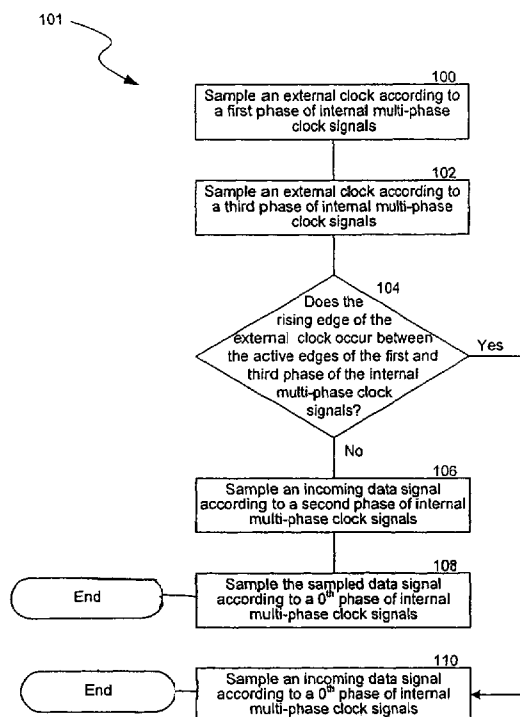 101
100
Sample an external clock according to
a first phase of internal multi-phase
clock signals
102
Sample an external clock according to
a third phase of internal multi-phase
clock signals
104
Does the
rising edge of the
external clock occur between
the active edges of the first and
third phase of the internal
multi-phase clock
signals?
Yes
No
106
Sample an incoming data signal
according to a second phase of internal
multi-phase clock signals
108
Sample the sampled data signal
according to a 0th phase of internal
multi-phase clock signals
End
110
Sample an incoming data signal
according to a 0th phase of internal
multi-phase clock signals
End